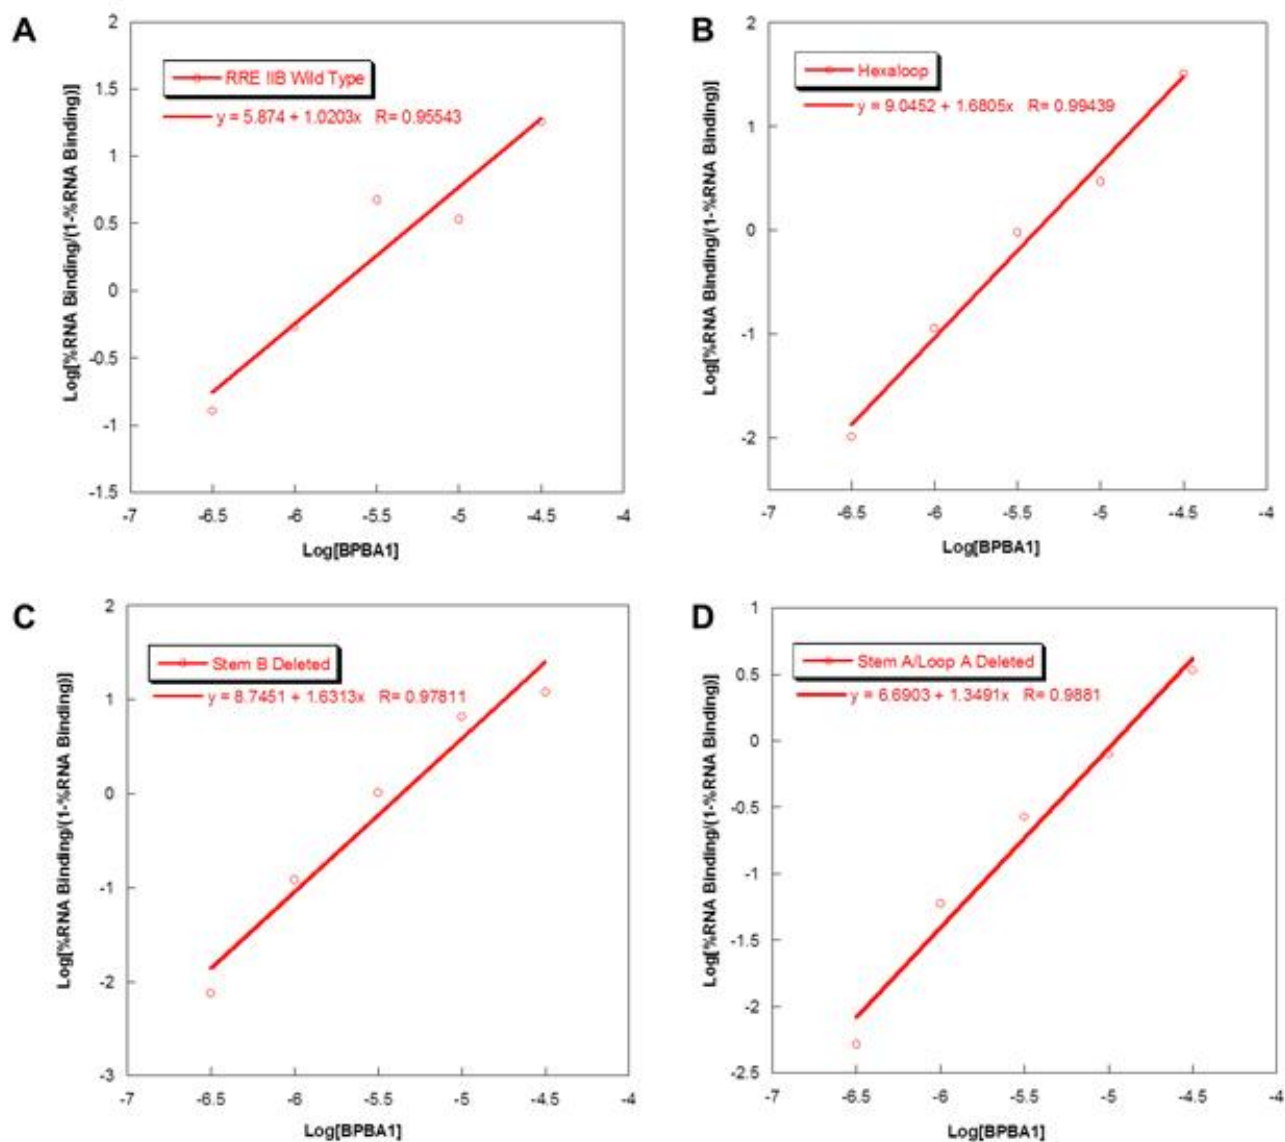 A
Log[%RNA Binding/(1-%RNA Binding)]
2
1.5
1
0.5
0
-0.5
-1
-1.5
RRE IIB Wild Type
y = 5.874 + 1.0203x R= 0.95543
-7 -6.5 -6 -5.5 -5 -4.5 -4
Log[BPBA1]
B
Log[%RNA Binding/(1-%RNA Binding)]
2
1
0
-1
-2
Hexaloop
y = 9.0452 + 1.6805x R= 0.99439
-7 -6.5 -6 -5.5 -5 -4.5 -4
Log[BPBA1]
C
Log[%RNA Binding/(1-%RNA Binding)]
2
1
0
-1
-2
-3
Stem B Deleted
y = 8.7451 + 1.6313x R= 0.97811
-7 -6.5 -6 -5.5 -5 -4.5 -4
Log[BPBA1]
D
Log[%RNA Binding/(1-%RNA Binding)]
1
0.5
0
-0.5
-1
-1.5
-2
-2.5
Stem A/Loop A Deleted
y = 6.6903 + 1.3491x R= 0.9881
-7 -6.5 -6 -5.5 -5 -4.5 -4
Log[BPBA1]